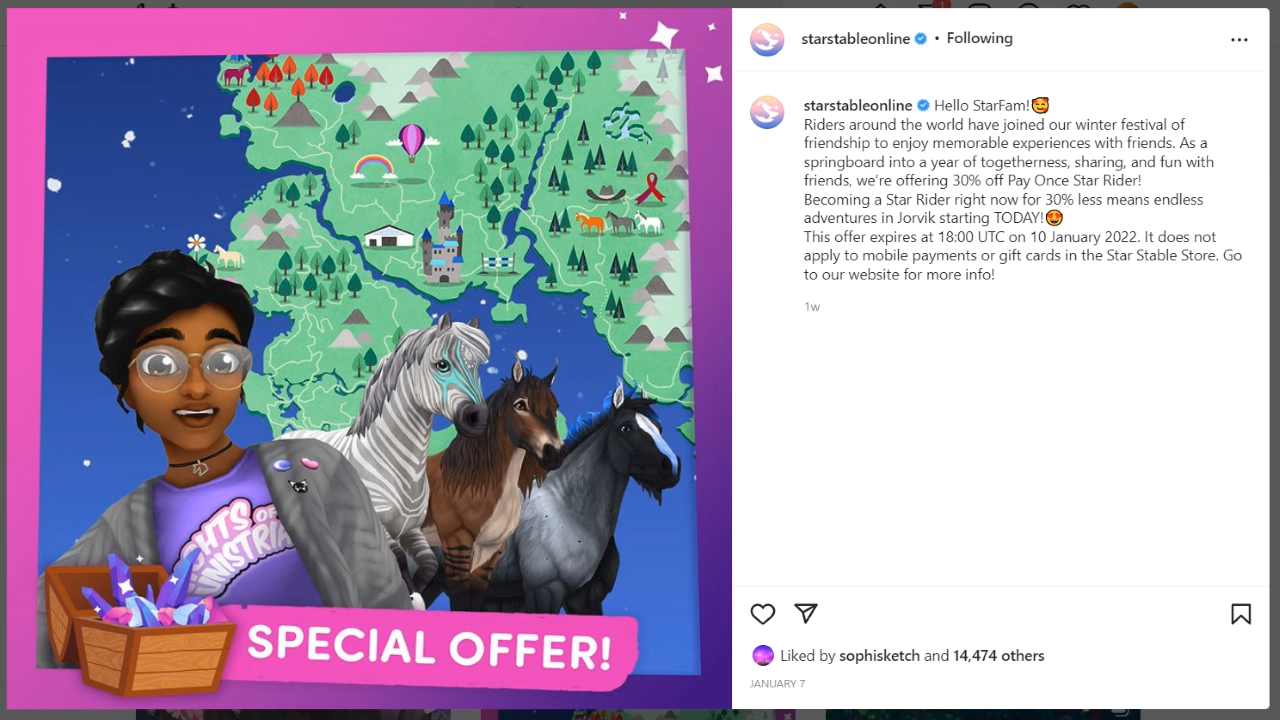 starstableonline • Following
starstableonline Hello StarFam!🥰
Riders around the world have joined our winter festival of
friendship to enjoy memorable experiences with friends. As a
springboard into a year of togetherness, sharing, and fun with
friends, we’re offering 30% off Pay Once Star Rider!
Becoming a Star Rider right now for 30% less means endless
adventures in Jorvik starting TODAY!😍
This offer expires at 18:00 UTC on 10 January 2022. It does not
apply to mobile payments or gift cards in the Star Stable Store. Go
to our website for more info!
1w
SPECIAL OFFER!
Liked by sophisketch and 14,474 others
JANUARY 7